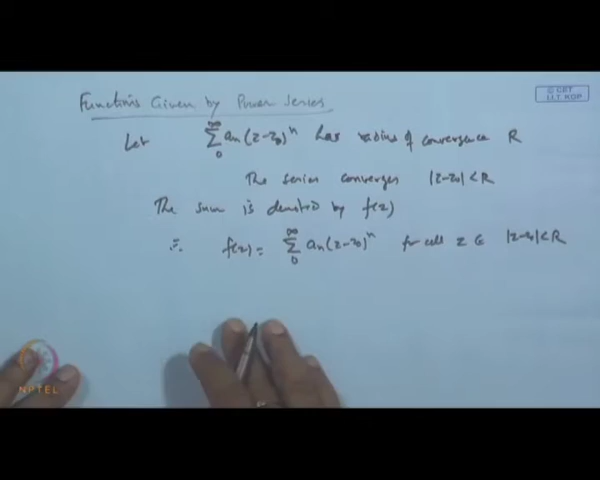 Functions Given by Power Series
© CET
I.I.T. KGP
Let ∞∑0 an(z-z0)^n has radius of convergence R
The series converges |z-z0|<R
The sum is denoted by f(z)
∴ f(z) = ∞∑0 an(z-z0)^n for all z ∈ |z-z0|<R
NPTEL